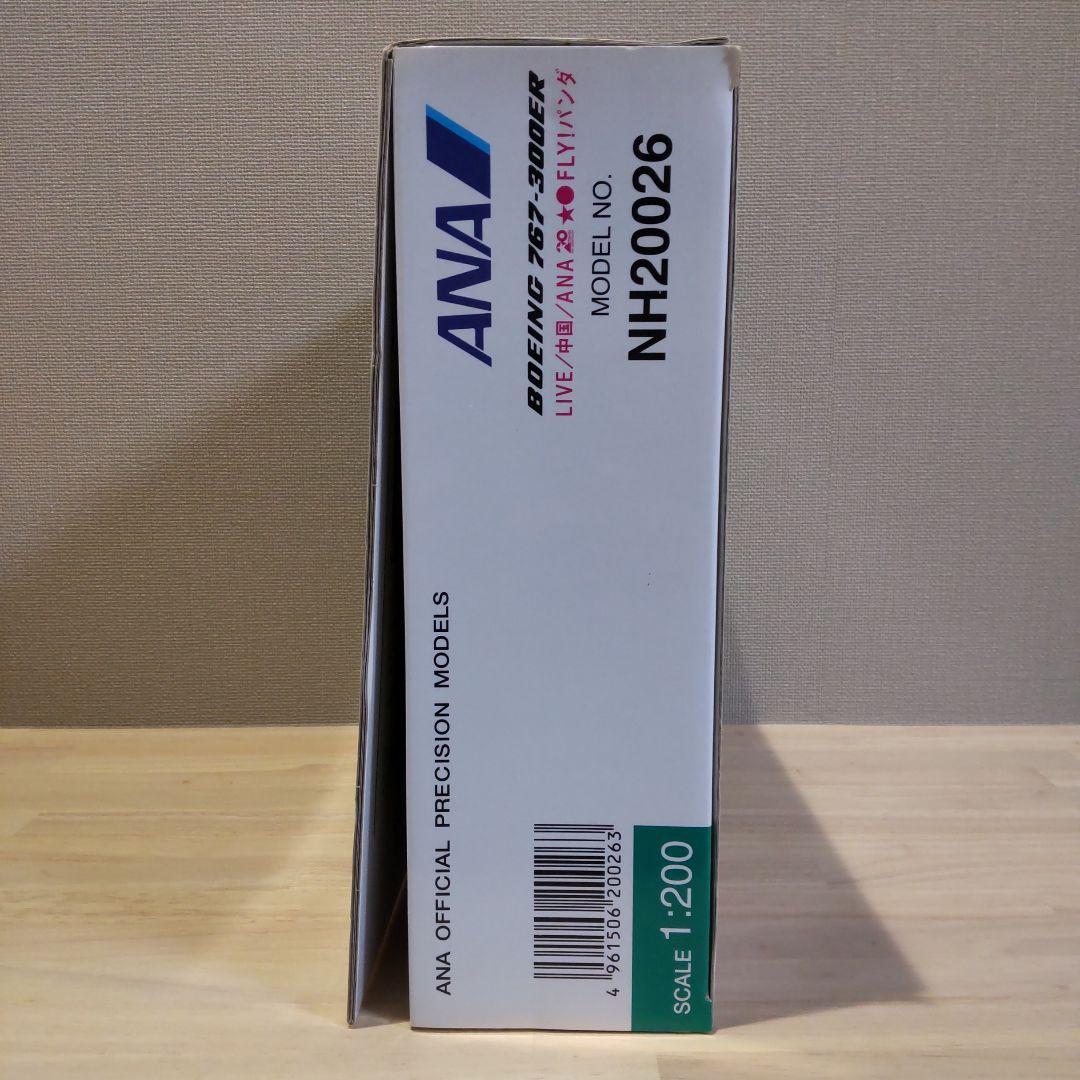 ANA
BOEING 767-300ER
LIVE/中国/ANA 20 ★●FLY!パンダ
MODEL NO.
NH20026
ANA OFFICIAL PRECISION MODELS
4 961506 200263
SCALE 1:200